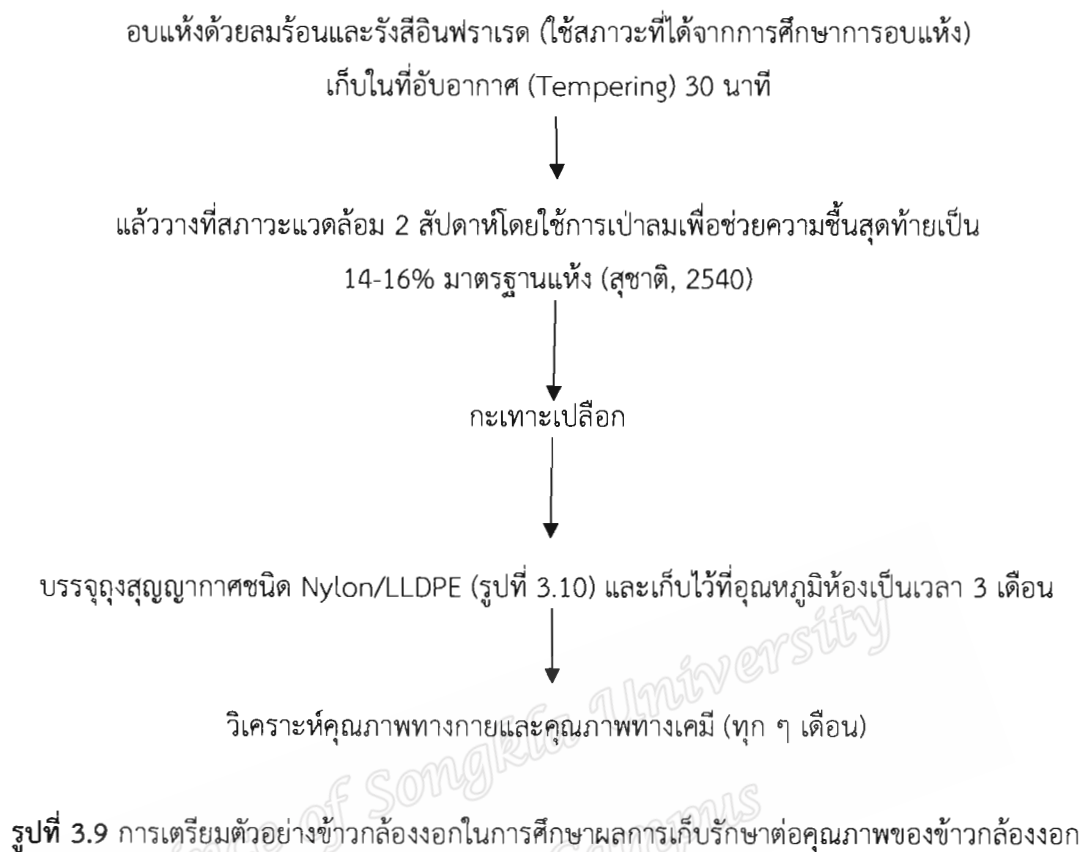 อบแห้งด้วยลมร้อนและรังสีอินฟราเรด (ใช้สภาวะที่ได้จากการศึกษาการอบแห้ง)
เก็บในที่อับอากาศ (Tempering) 30 นาที
แล้ววางที่สภาวะแวดล้อม 2 สัปดาห์โดยใช้การเป่าลมเพื่อช่วยความชื้นสุดท้ายเป็น
14-16% มาตรฐานแห้ง (สุชาติ, 2540)
กะเทาะเปลือก
บรรจุถุงสุญญากาศชนิด Nylon/LLDPE (รูปที่ 3.10) และเก็บไว้ที่อุณหภูมิห้องเป็นเวลา 3 เดือน
วิเคราะห์คุณภาพทางกายและคุณภาพทางเคมี (ทุก ๆ เดือน)
of Songkla University
รูปที่ 3.9 การเตรียมตัวอย่างข้าวกล้องงอกในการศึกษาผลการเก็บรักษาต่อคุณภาพของข้าวกล้องงอก